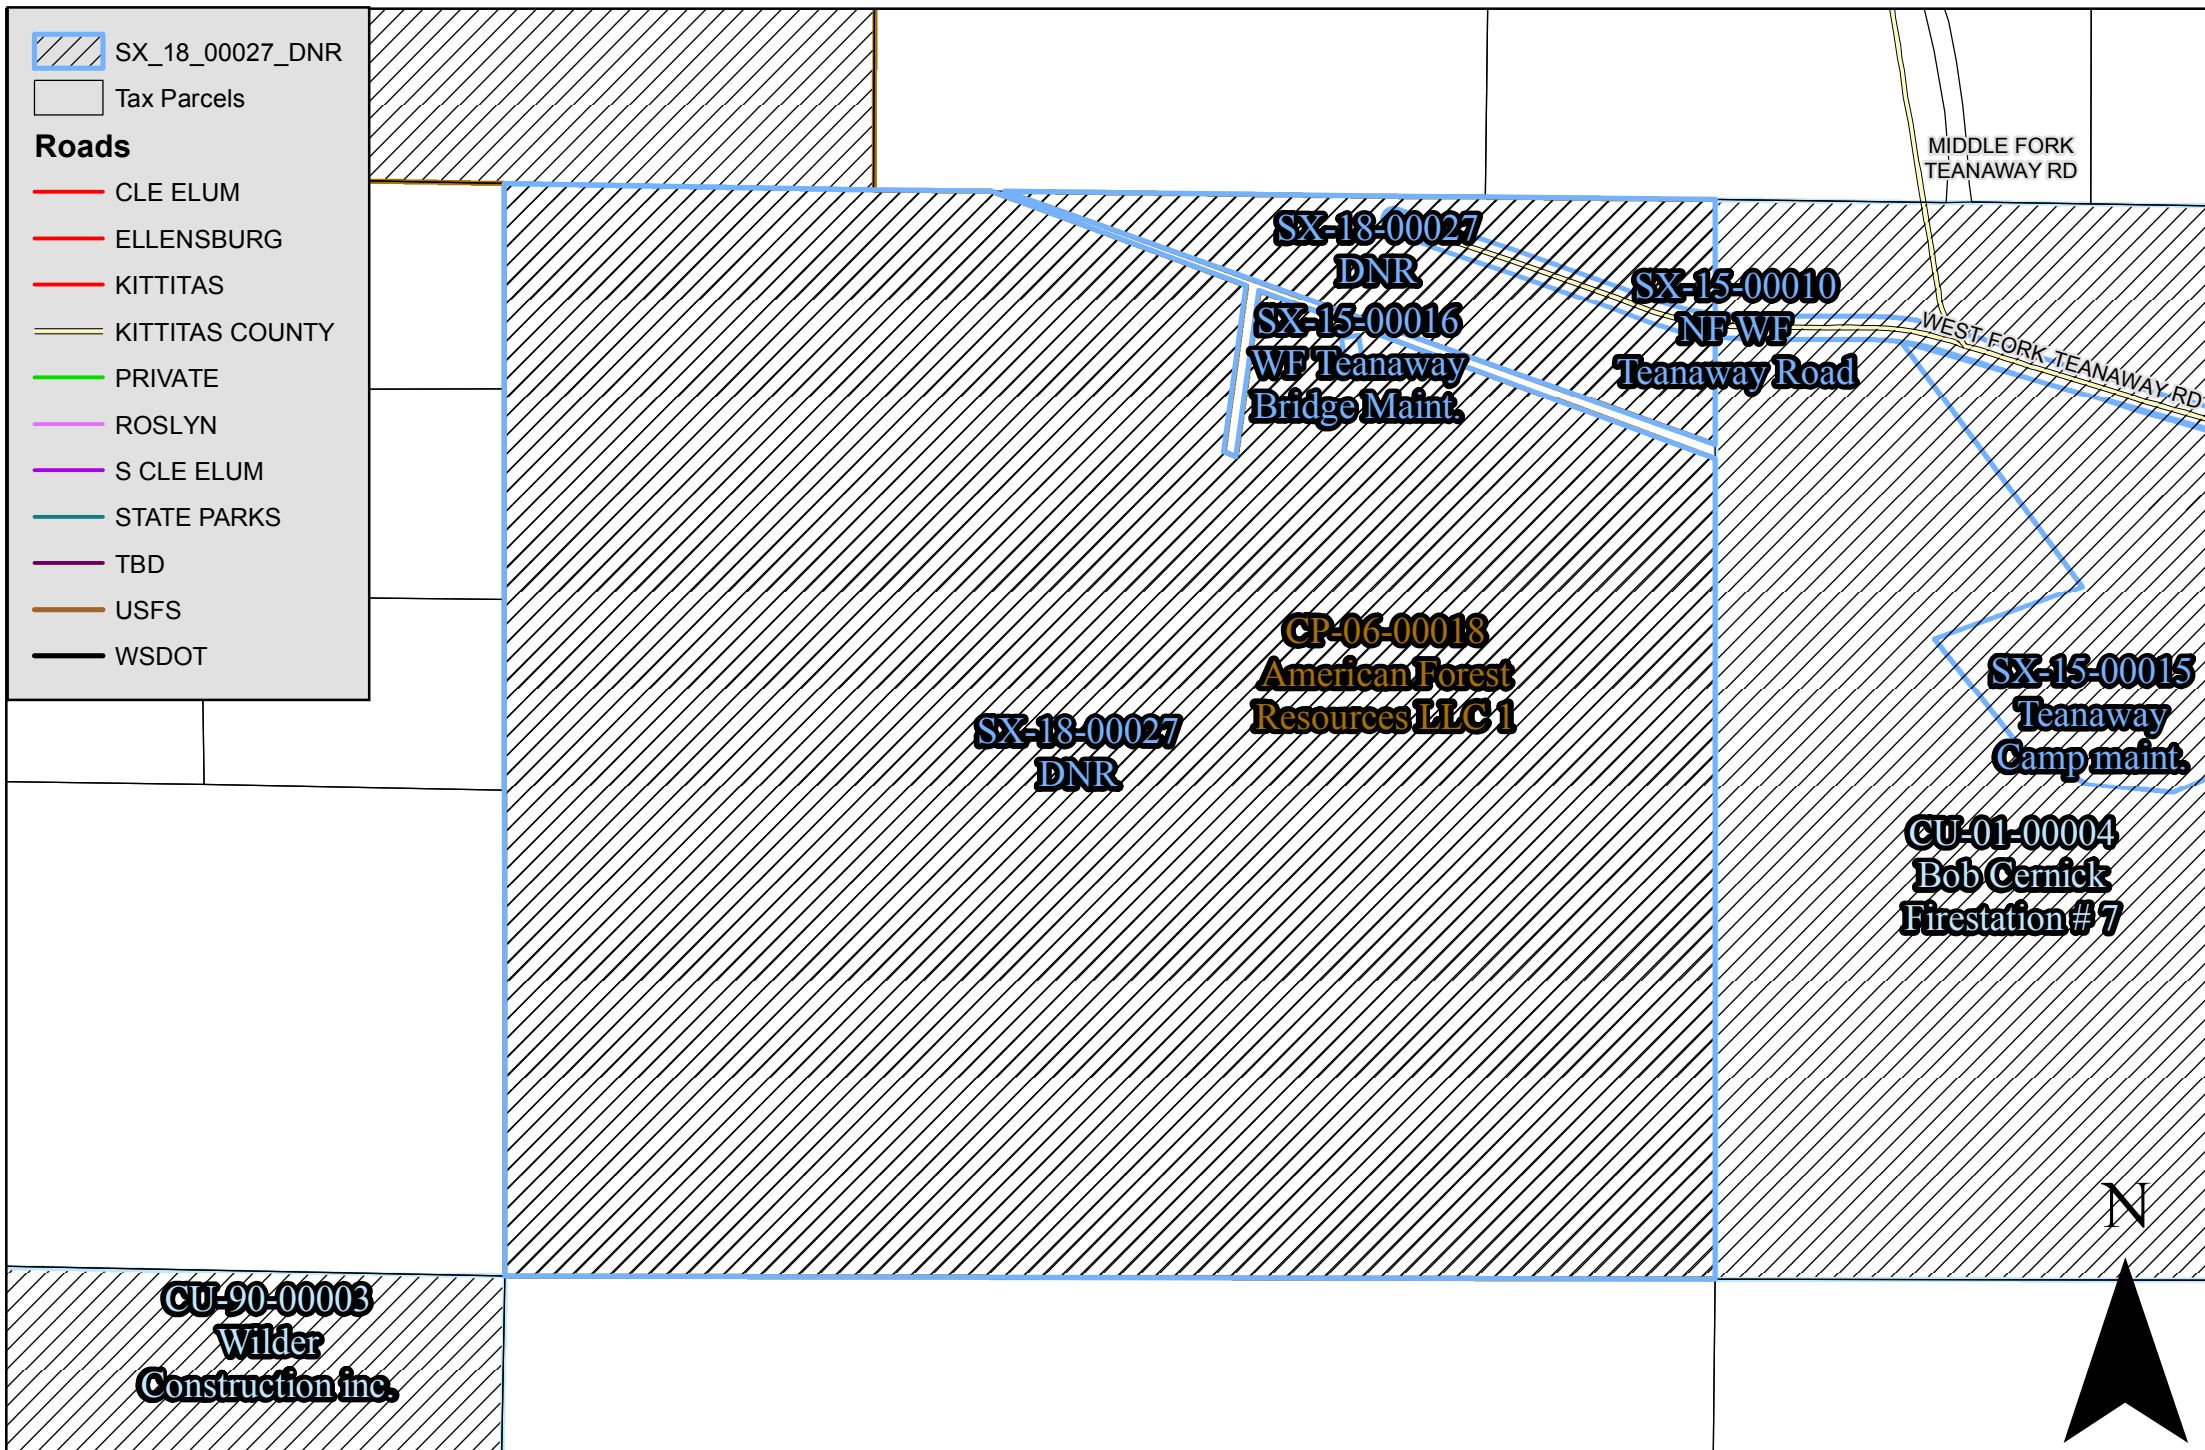 SX_18_00027_DNR
Tax Parcels
Roads
CLE ELUM
ELLENSBURG
KITTITAS
KITTITAS COUNTY
PRIVATE
ROSLYN
S CLE ELUM
STATE PARKS
TBD
USFS
WSDOT
MIDDLE FORK
TEANAWAY RD
SX-18-00027
DNR
SX-15-00010
NF WF
Teanaway Road
WEST FORK TEANAWAY RD
SX-15-00016
WF Teanaway
Bridge Maint.
CP-06-00018
American Forest
Resources LLC 1
SX-18-00027
DNR
SX-15-00015
Teanaway
Camp maint.
CU-01-00004
Bob Cernick
Firestation # 7
N
CU-90-00003
Wilder
Construction inc.